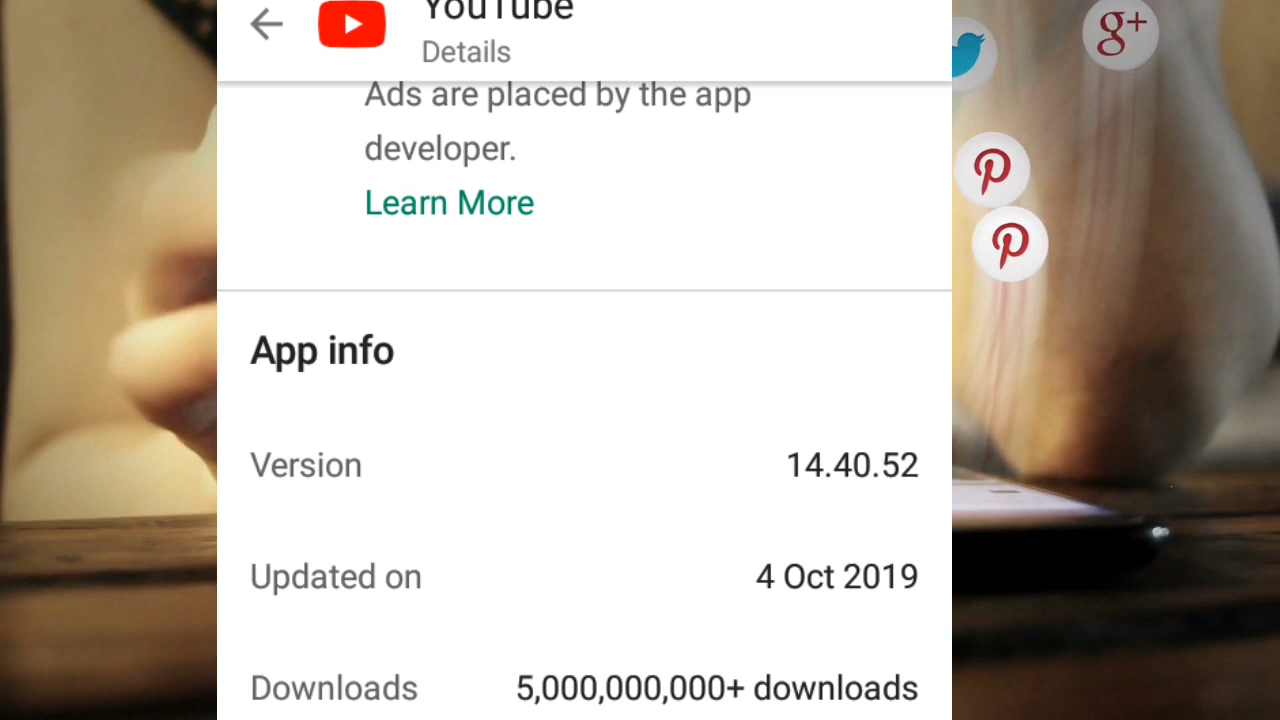 YouTube
Details
Ads are placed by the app
developer.
Learn More
App info
Version 14.40.52
Updated on 4 Oct 2019
Downloads 5,000,000,000+ downloads
g+